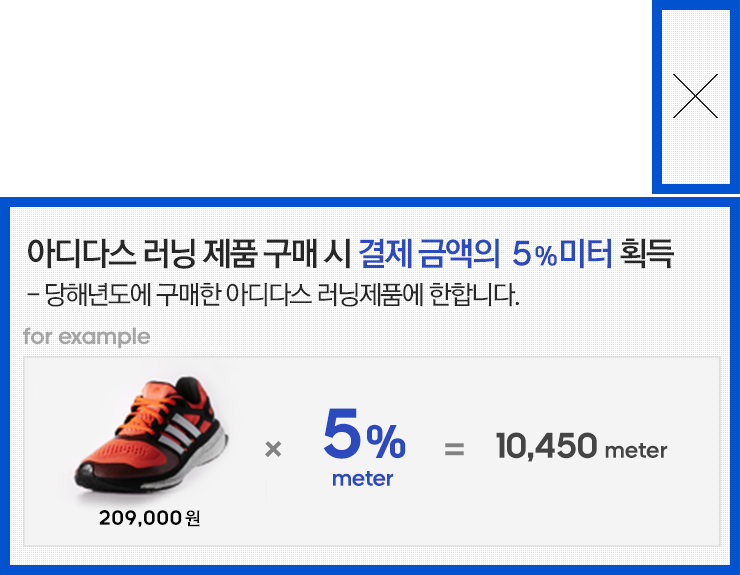 아디다스 러닝 제품 구매 시 결제 금액의 5%미터 획득
– 당해년도에 구매한 아디다스 러닝제품에 한합니다.
for example
209,000원
×
5%
meter
=
10,450 meter